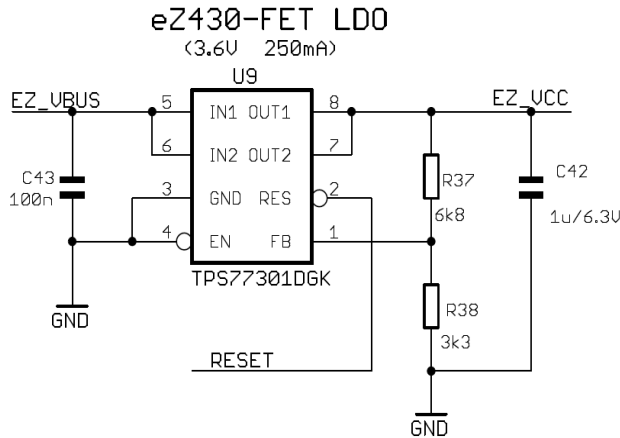 eZ430-FET LDO
(3.6V 250mA)
U9
EZ_VBUS
EZ_VCC
5 IN1 OUT1 8
6 IN2 OUT2 7
3 GND RES 2
4 EN FB 1
TPS77301DGK
C43
100n
R37
6k8
C42
1u/6.3V
R38
3k3
GND
RESET
GND